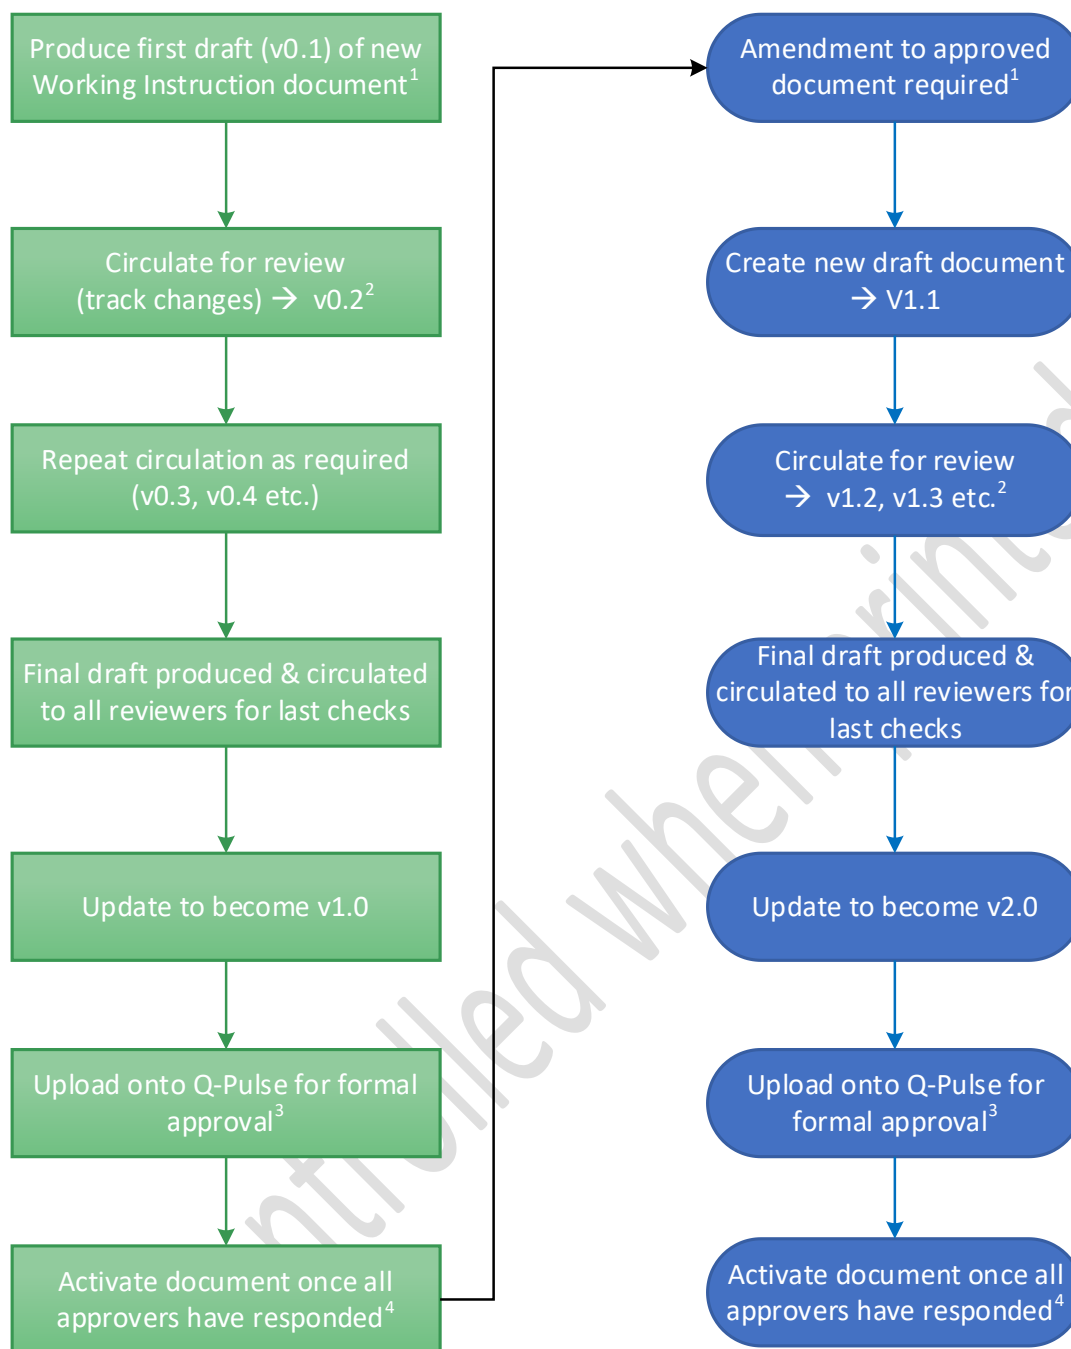 Produce first draft (v0.1) of new
Working Instruction document1
Circulate for review
(track changes) → v0.22
Repeat circulation as required
(v0.3, v0.4 etc.)
Final draft produced & circulated
to all reviewers for last checks
Update to become v1.0
Upload onto Q-Pulse for formal
approval3
Activate document once all
approvers have responded4
Amendment to approved
document required1
Create new draft document
→ V1.1
Circulate for review
→ v1.2, v1.3 etc.2
Final draft produced &
circulated to all reviewers for
last checks
Update to become v2.0
Upload onto Q-Pulse for
formal approval3
Activate document once all
approvers have responded4